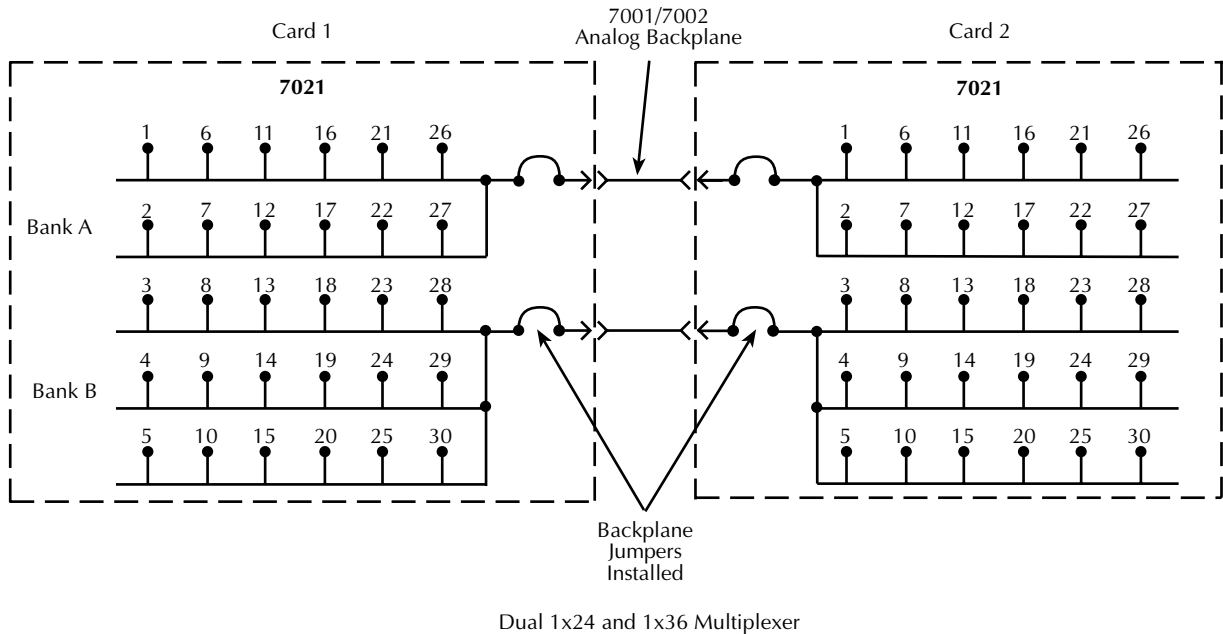 Card 1
7001/7002
Analog Backplane
Card 2
7021
7021
1 6 11 16 21 26
1 6 11 16 21 26
Bank A
2 7 12 17 22 27
2 7 12 17 22 27
3 8 13 18 23 28
3 8 13 18 23 28
Bank B
4 9 14 19 24 29
4 9 14 19 24 29
5 10 15 20 25 30
5 10 15 20 25 30
Backplane
Jumpers
Installed
Dual 1x24 and 1x36 Multiplexer